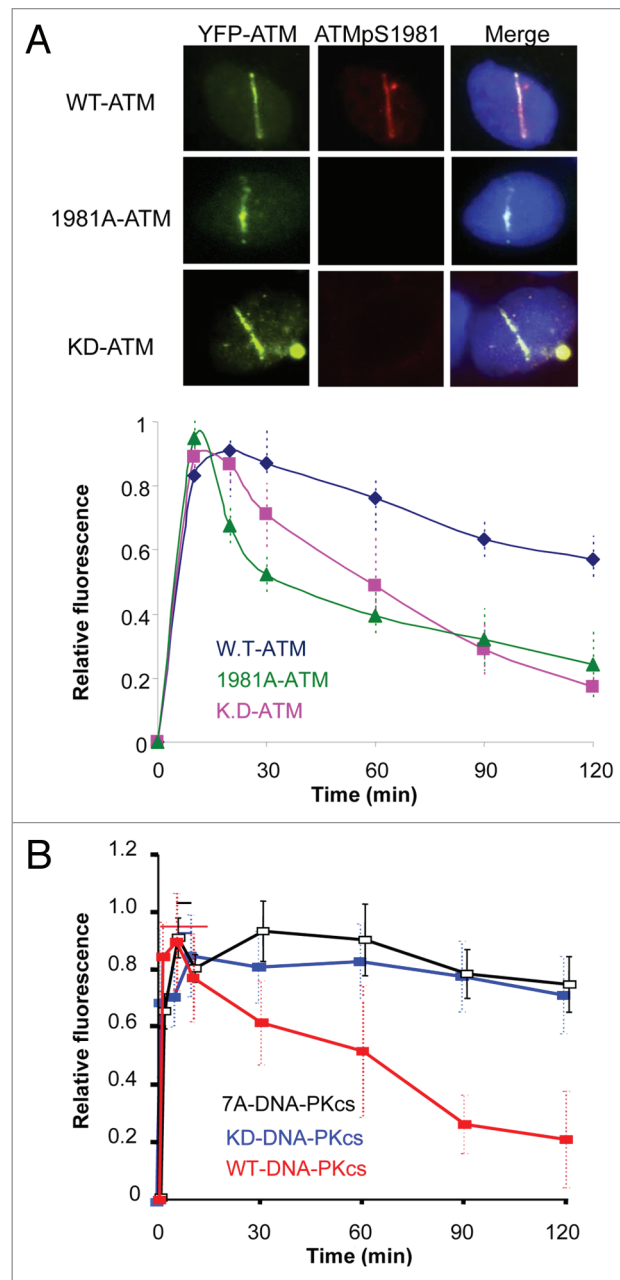 A
YFP-ATM ATMpS1981 Merge
WT-ATM
1981A-ATM
KD-ATM
1
0.8
0.6
0.4
0.2
0
Relative fluorescence
W.T-ATM
1981A-ATM
K.D-ATM
0 30 60 90 120
Time (min)
B
1.2
1.0
0.8
0.6
0.4
0.2
0
Relative fluorescence
7A-DNA-PKcs
KD-DNA-PKcs
WT-DNA-PKcs
0 30 60 90 120
Time (min)